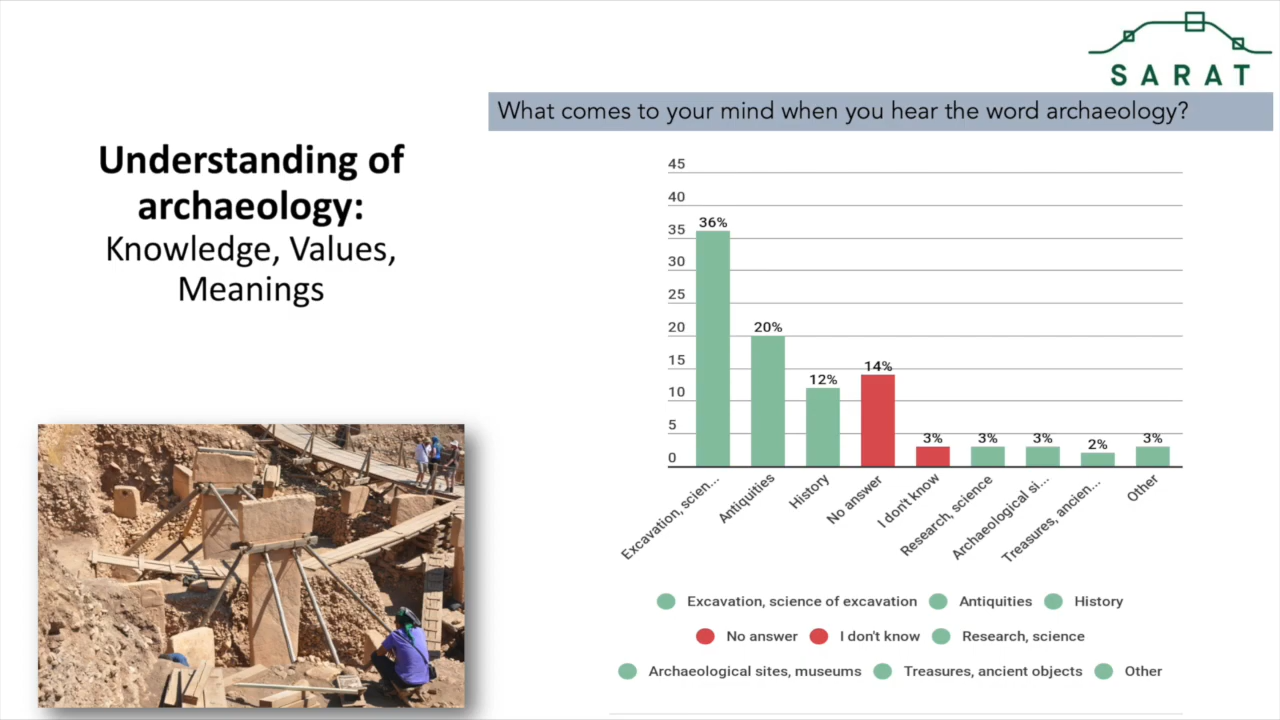 SARAT
What comes to your mind when you hear the word archaeology?
Understanding of
archaeology:
Knowledge, Values,
Meanings
45
40
35
30
25
20
15
10
5
0
36%
20%
12%
14%
3%
3%
3%
2%
3%
Excavation, scien...
Antiquities
History
No answer
I don't know
Research, science
Archaeological si...
Treasures, ancien...
Other
Excavation, science of excavation Antiquities History
No answer I don't know Research, science
Archaeological sites, museums Treasures, ancient objects Other